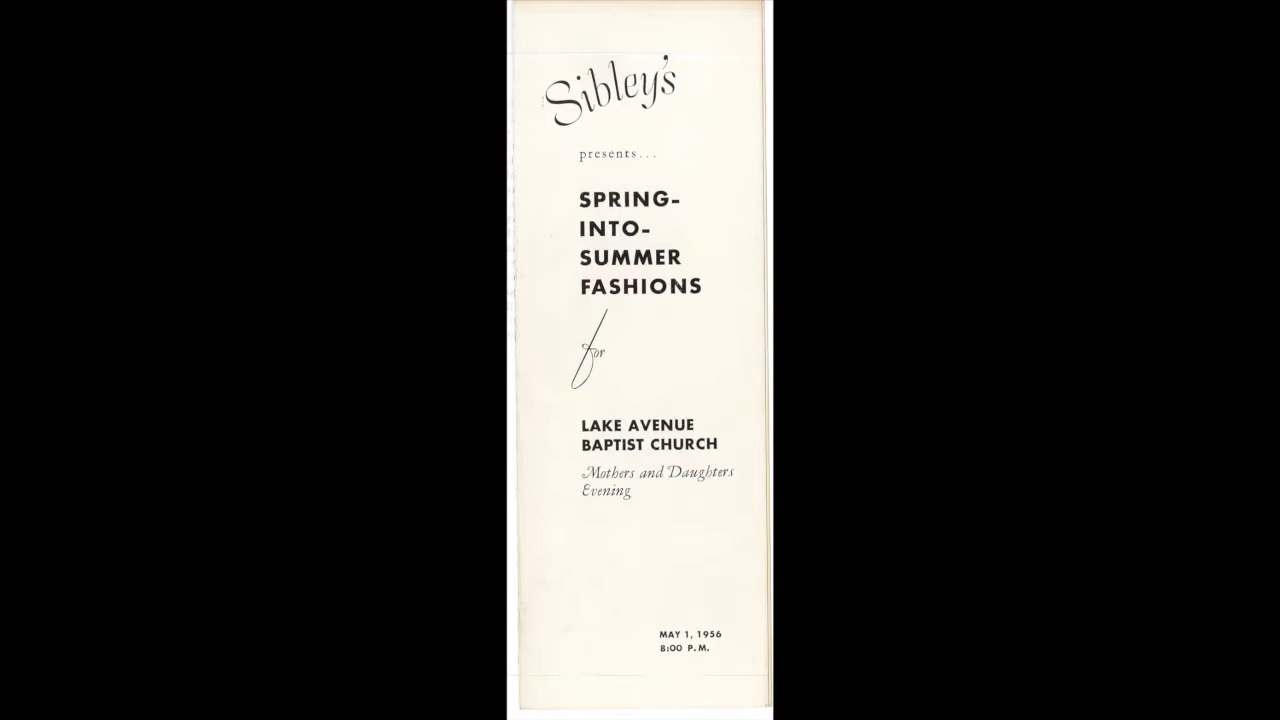 Sibley's
presents...
SPRING-
INTO-
SUMMER
FASHIONS
for
LAKE AVENUE
BAPTIST CHURCH
Mothers and Daughters
Evening
MAY 1, 1956
8:00 P.M.